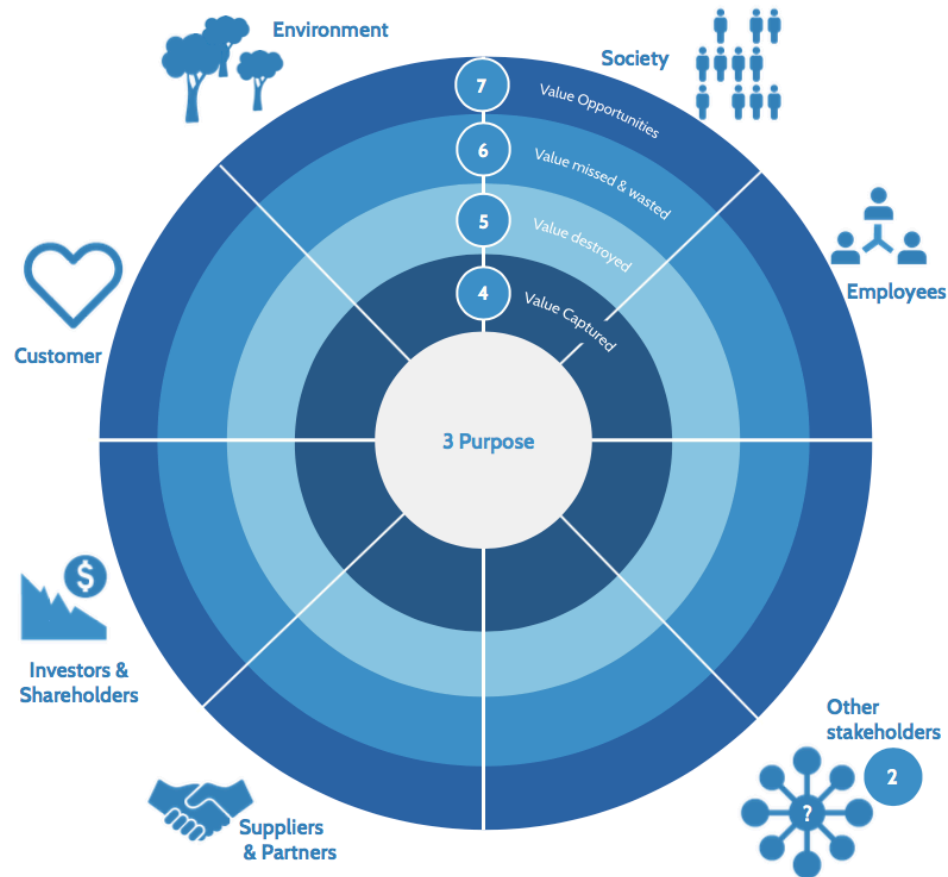 Environment
Society
7
Value Opportunities
6
Value missed & wasted
5
Value destroyed
4
Value Captured
Employees
Customer
3 Purpose
$
Investors &
Shareholders
Other
stakeholders
2
?
Suppliers
& Partners